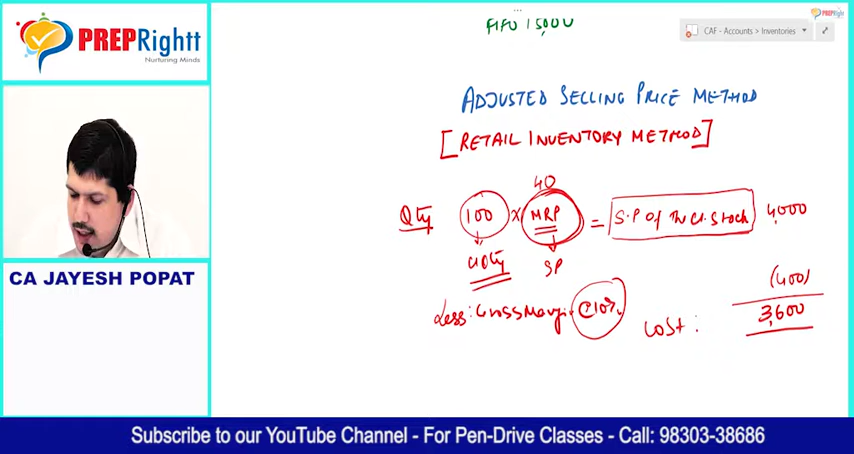 FIFO 15,000
CAF - Accounts > Inventories
PREPRightt
PREPRightt
Nurturing Minds
ADJUSTED SELLING PRICE METHOD
[RETAIL INVENTORY METHOD]
40
Qty 100 x MRP = S.P of The Cl. Stock 4,000
SP
(400)
Less: Gross Margin @ 10%
Cost: 3,600
CA JAYESH POPAT
Subscribe to our YouTube Channel - For Pen-Drive Classes - Call: 98303-38686